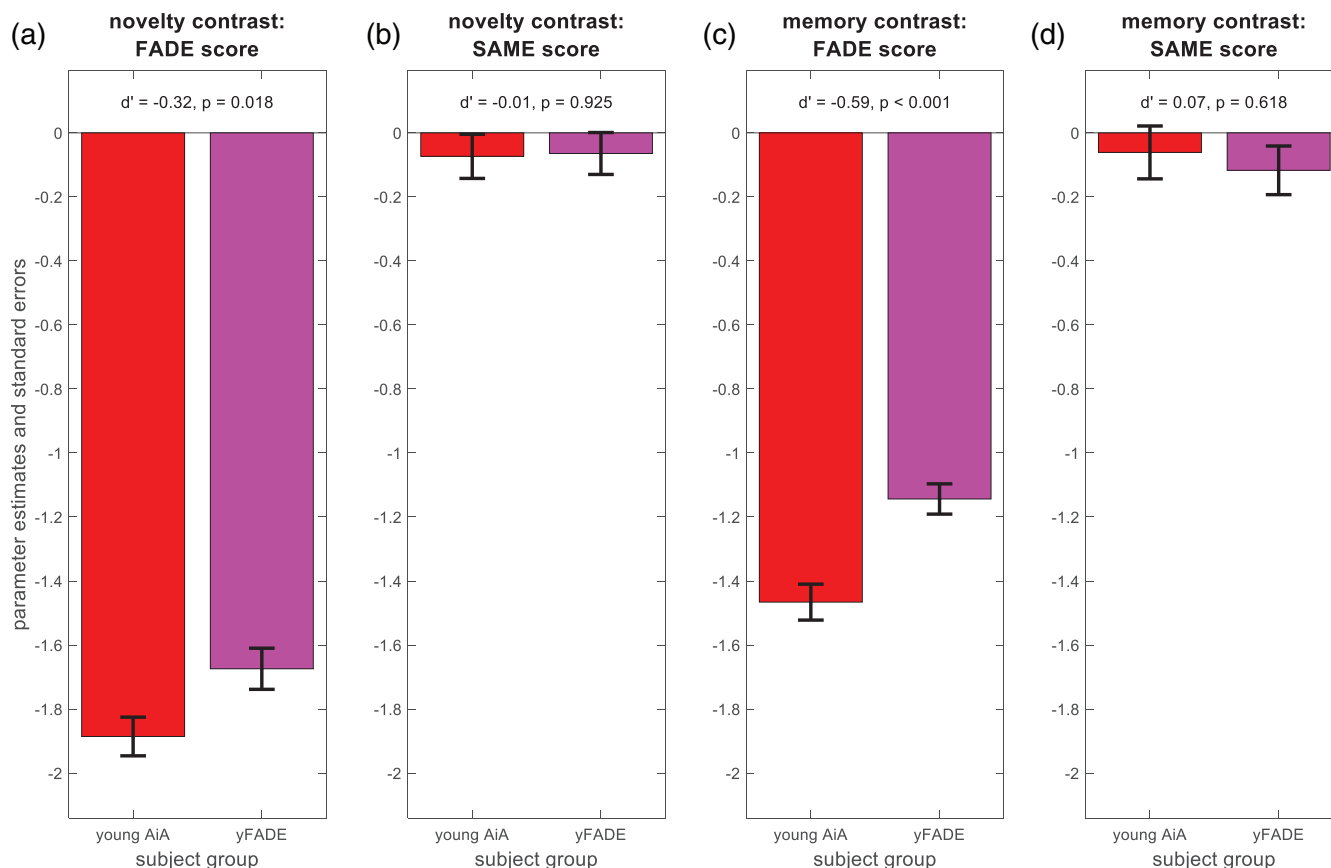 (a)
novelty contrast:
FADE score
d' = -0.32, p = 0.018
parameter estimates and standard errors
0
-0.2
-0.4
-0.6
-0.8
-1
-1.2
-1.4
-1.6
-1.8
-2
young AiA
yFADE
subject group
(b)
novelty contrast:
SAME score
d' = -0.01, p = 0.925
0
-0.2
-0.4
-0.6
-0.8
-1
-1.2
-1.4
-1.6
-1.8
-2
young AiA
yFADE
subject group
(c)
memory contrast:
FADE score
d' = -0.59, p < 0.001
0
-0.2
-0.4
-0.6
-0.8
-1
-1.2
-1.4
-1.6
-1.8
-2
young AiA
yFADE
subject group
(d)
memory contrast:
SAME score
d' = 0.07, p = 0.618
0
-0.2
-0.4
-0.6
-0.8
-1
-1.2
-1.4
-1.6
-1.8
-2
young AiA
yFADE
subject group